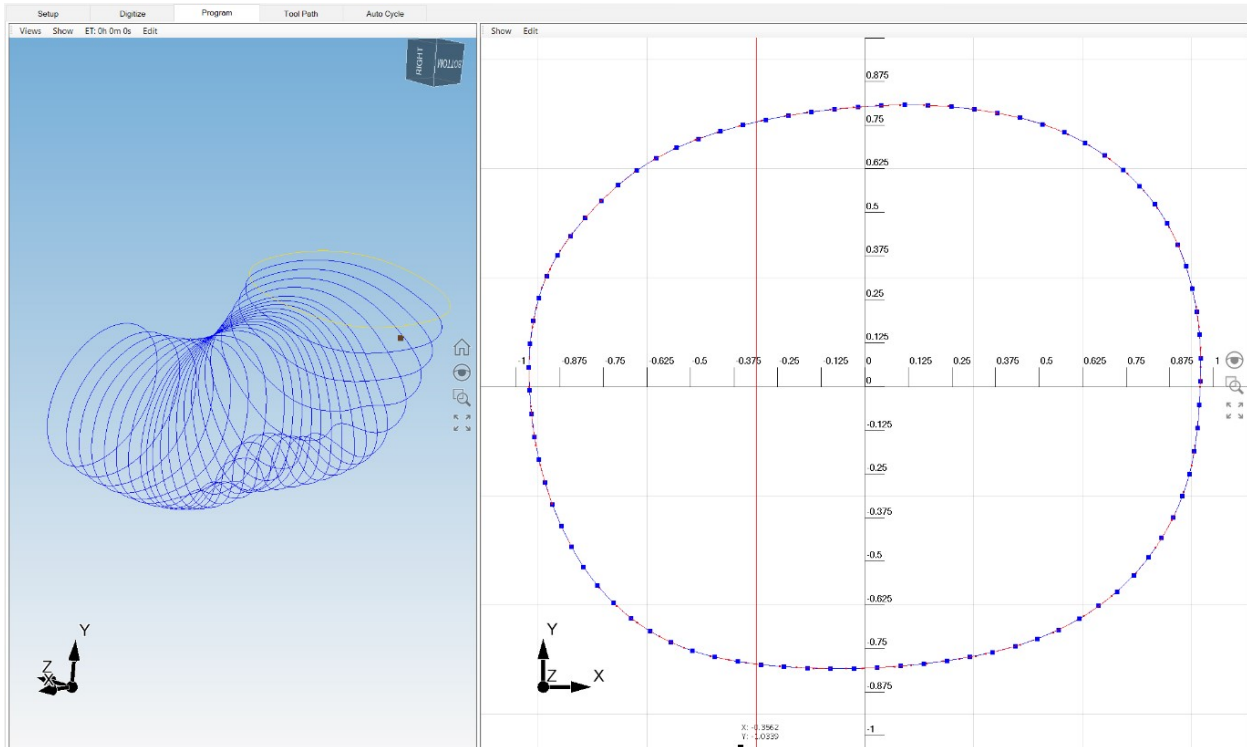 Setup Digitize Program Tool Path Auto Cycle
Views Show ET: 0h 0m 0s Edit
Show Edit
RIGHT
BOTTOM
0.875
0.75
0.625
0.5
0.375
0.25
0.125
-1 -0.875 -0.75 -0.625 -0.5 -0.375 -0.25 -0.125 0 0.125 0.25 0.375 0.5 0.625 0.75 0.875 1
0
-0.125
-0.25
-0.375
-0.5
-0.625
-0.75
-0.875
-1
Y
Z
X
Y
Z
X
X: -0.3562
Y: -1.0339